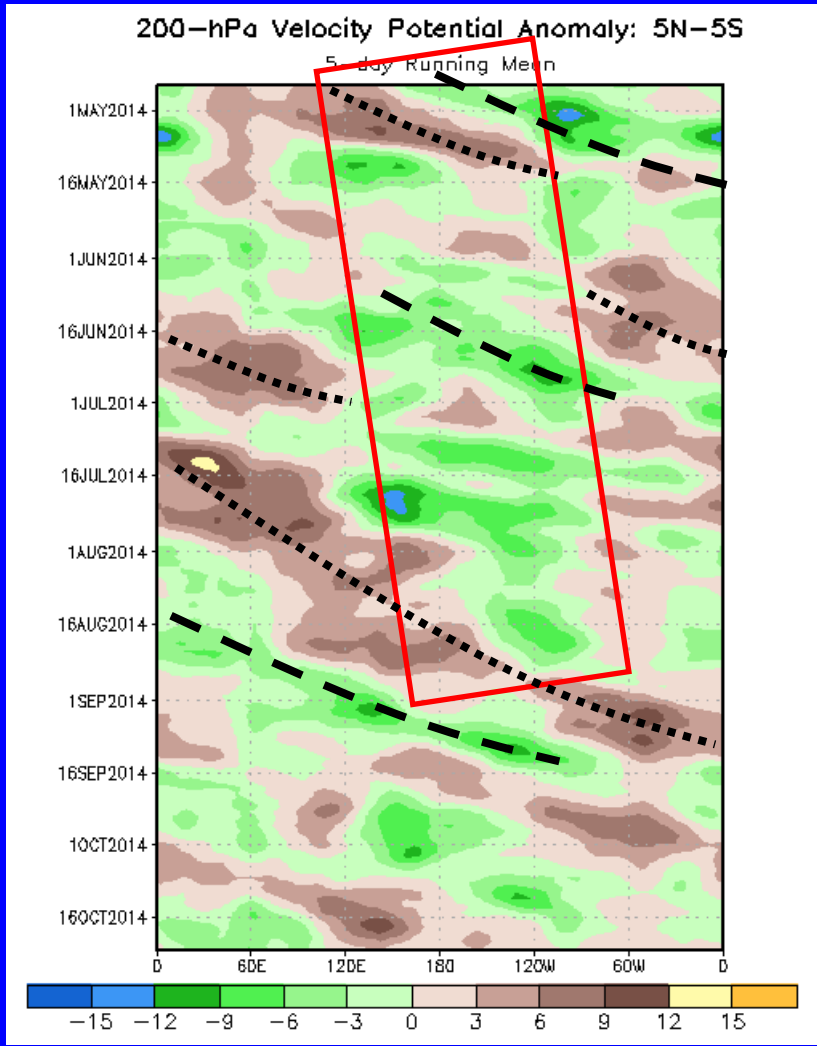 200-hPa Velocity Potential Anomaly: 5N-5S
5-day Running Mean
1MAY2014
16MAY2014
1JUN2014
16JUN2014
1JUL2014
16JUL2014
1AUG2014
16AUG2014
1SEP2014
16SEP2014
1OCT2014
16OCT2014
0 60E 120E 180 120W 60W 0
-15 -12 -9 -6 -3 0 3 6 9 12 15